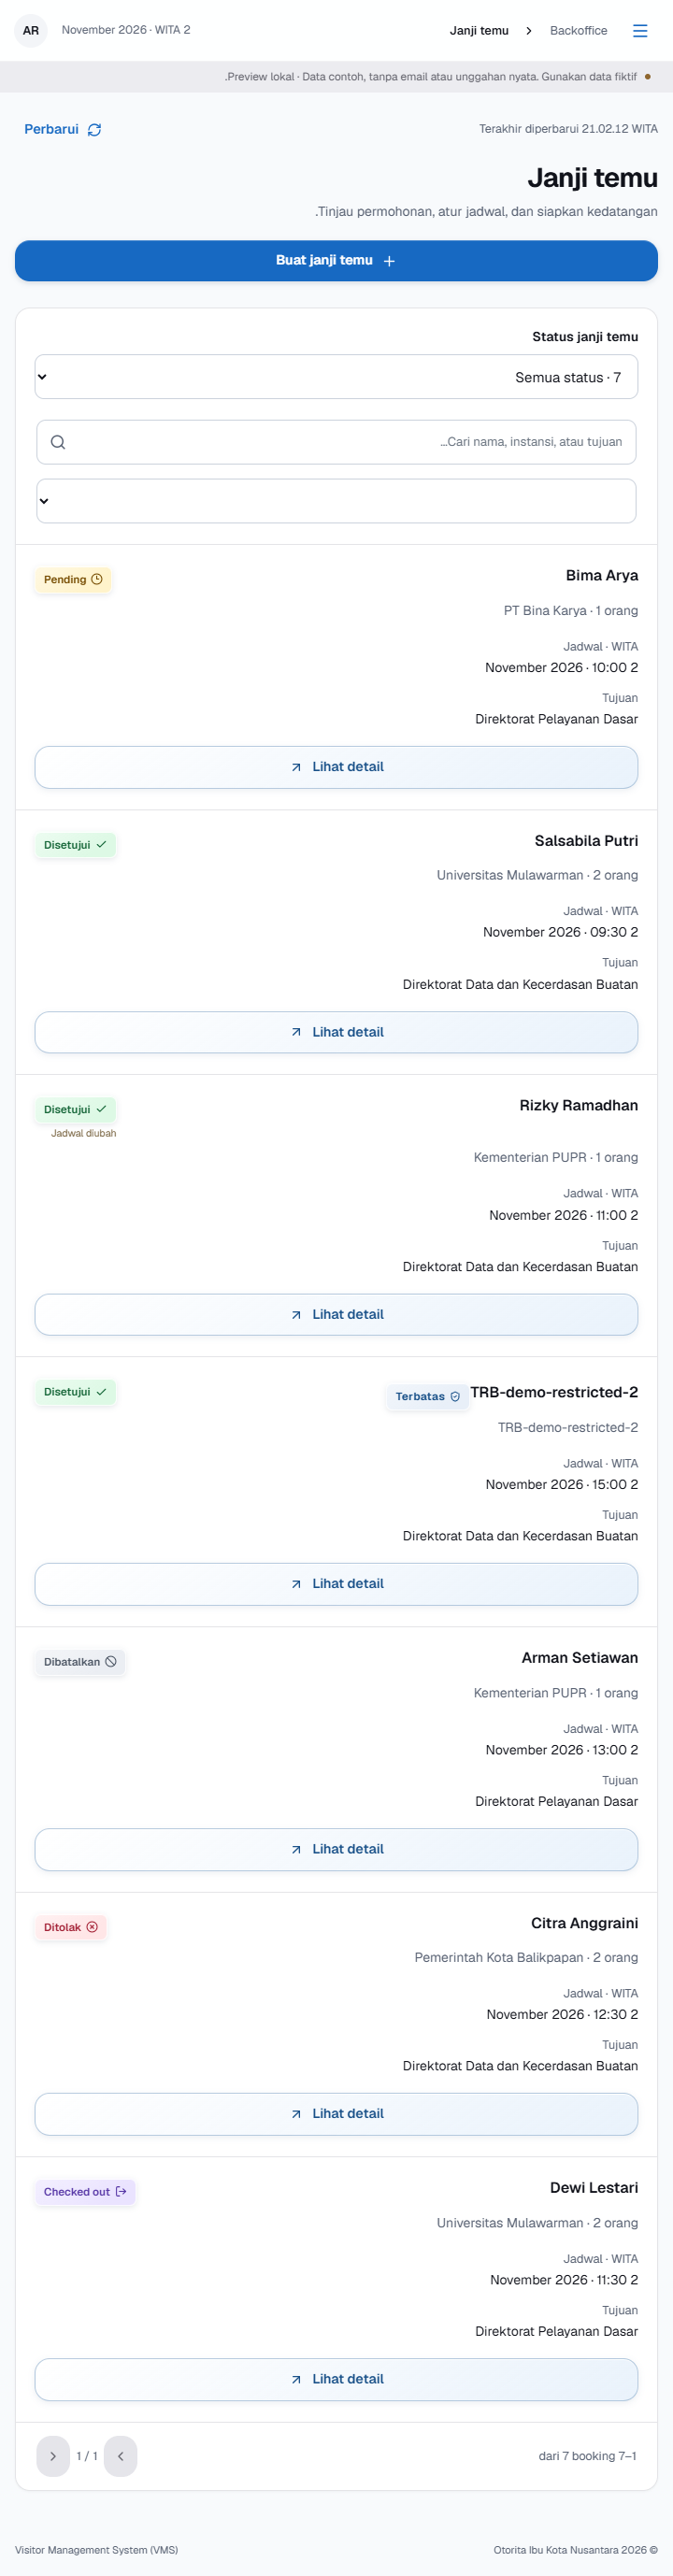 AR
November 2026 · WITA 2
Janji temu
Backoffice
.Preview lokal · Data contoh, tanpa email atau unggahan nyata. Gunakan data fiktif
Perbarui
Terakhir diperbarui 21.02.12 WITA
Janji temu
.Tinjau permohonan, atur jadwal, dan siapkan kedatangan
Buat janji temu
Status janji temu
Semua status · 7
...Cari nama, instansi, atau tujuan
Bima Arya
Pending
PT Bina Karya · 1 orang
Jadwal · WITA
November 2026 · 10:00 2
Tujuan
Direktorat Pelayanan Dasar
Lihat detail
Salsabila Putri
Disetujui
Universitas Mulawarman · 2 orang
Jadwal · WITA
November 2026 · 09:30 2
Tujuan
Direktorat Data dan Kecerdasan Buatan
Lihat detail
Rizky Ramadhan
Disetujui
Jadwal diubah
Kementerian PUPR · 1 orang
Jadwal · WITA
November 2026 · 11:00 2
Tujuan
Direktorat Data dan Kecerdasan Buatan
Lihat detail
TRB-demo-restricted-2
Terbatas
Disetujui
TRB-demo-restricted-2
Jadwal · WITA
November 2026 · 15:00 2
Tujuan
Direktorat Data dan Kecerdasan Buatan
Lihat detail
Arman Setiawan
Dibatalkan
Kementerian PUPR · 1 orang
Jadwal · WITA
November 2026 · 13:00 2
Tujuan
Direktorat Pelayanan Dasar
Lihat detail
Citra Anggraini
Ditolak
Pemerintah Kota Balikpapan · 2 orang
Jadwal · WITA
November 2026 · 12:30 2
Tujuan
Direktorat Data dan Kecerdasan Buatan
Lihat detail
Dewi Lestari
Checked out
Universitas Mulawarman · 2 orang
Jadwal · WITA
November 2026 · 11:30 2
Tujuan
Direktorat Pelayanan Dasar
Lihat detail
1 / 1
dari 7 booking 7–1
Visitor Management System (VMS)
Otorita Ibu Kota Nusantara 2026 ©